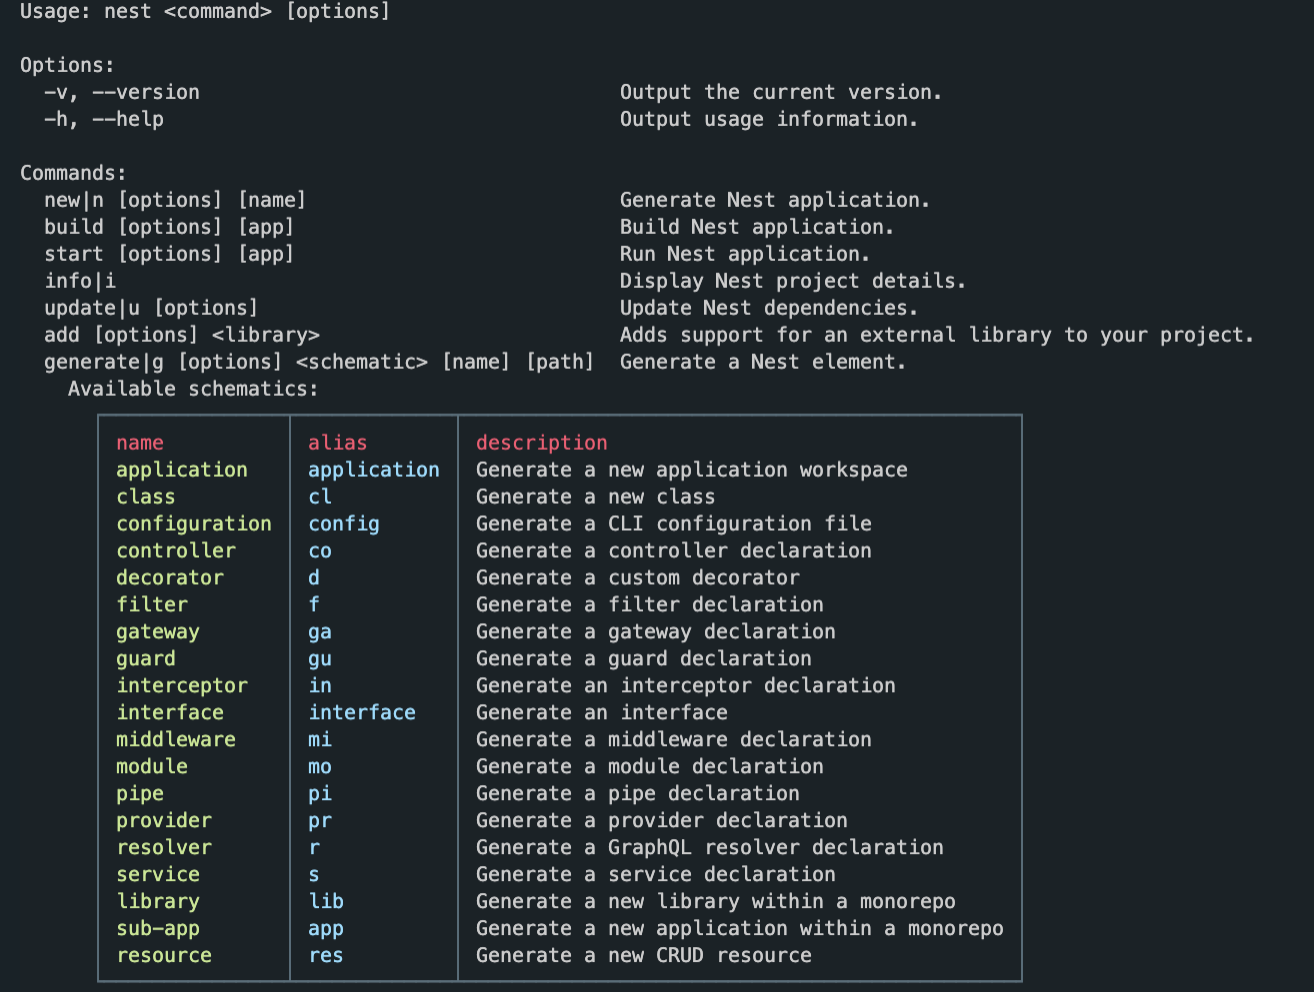 Usage: nest <command> [options]
Options:
-v, --version Output the current version.
-h, --help Output usage information.
Commands:
new|n [options] [name] Generate Nest application.
build [options] [app] Build Nest application.
start [options] [app] Run Nest application.
info|i Display Nest project details.
update|u [options] Update Nest dependencies.
add [options] <library> Adds support for an external library to your project.
generate|g [options] <schematic> [name] [path] Generate a Nest element.
Available schematics:
name alias description
application application Generate a new application workspace
class cl Generate a new class
configuration config Generate a CLI configuration file
controller co Generate a controller declaration
decorator d Generate a custom decorator
filter f Generate a filter declaration
gateway ga Generate a gateway declaration
guard gu Generate a guard declaration
interceptor in Generate an interceptor declaration
interface interface Generate an interface
middleware mi Generate a middleware declaration
module mo Generate a module declaration
pipe pi Generate a pipe declaration
provider pr Generate a provider declaration
resolver r Generate a GraphQL resolver declaration
service s Generate a service declaration
library lib Generate a new library within a monorepo
sub-app app Generate a new application within a monorepo
resource res Generate a new CRUD resource